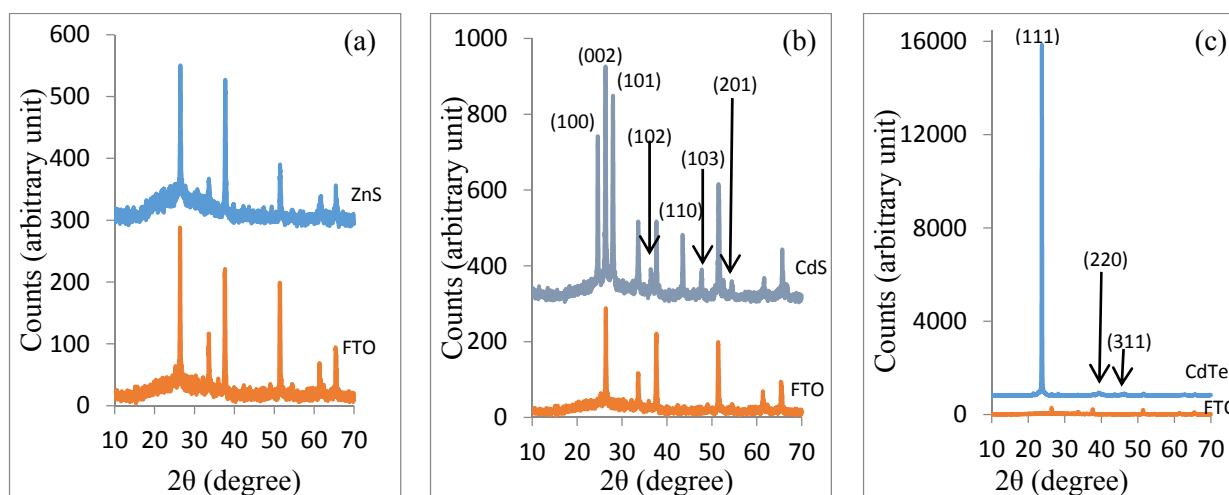 (a)
600
500
400
300
200
100
0
Counts (arbitrary unit)
ZnS
FTO
10 20 30 40 50 60 70
2θ (degree)
(b)
1000
800
600
400
200
0
Counts (arbitrary unit)
(002)
(101)
(201)
(100)
(102)
(103)
(110)
CdS
FTO
10 20 30 40 50 60 70
2θ (degree)
(c)
16000
12000
8000
4000
0
Counts (arbitrary unit)
(111)
(220)
(311)
CdTe
FTO
10 20 30 40 50 60 70
2θ (degree)